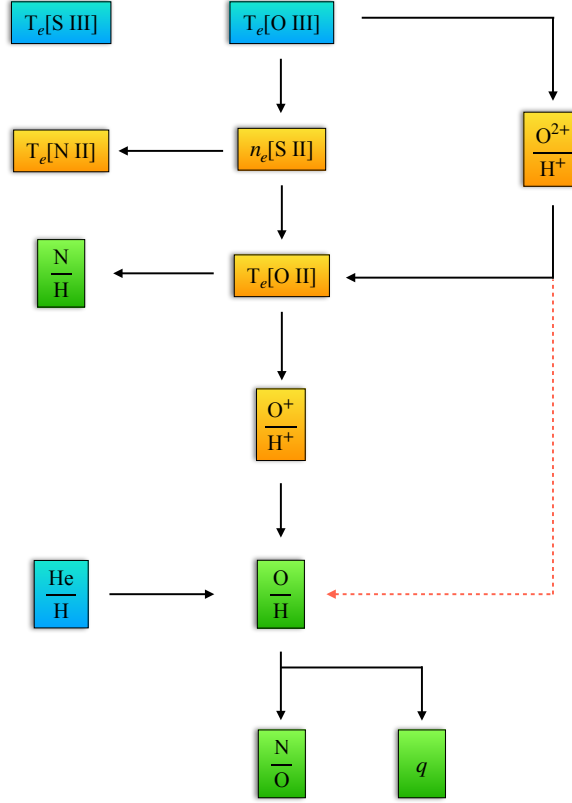 Tₑ[S III]
Tₑ[O III]
O²⁺
H⁺
Tₑ[N II]
nₑ[S II]
N
H
Tₑ[O II]
O⁺
H⁺
He
H
O
H
N
O
q